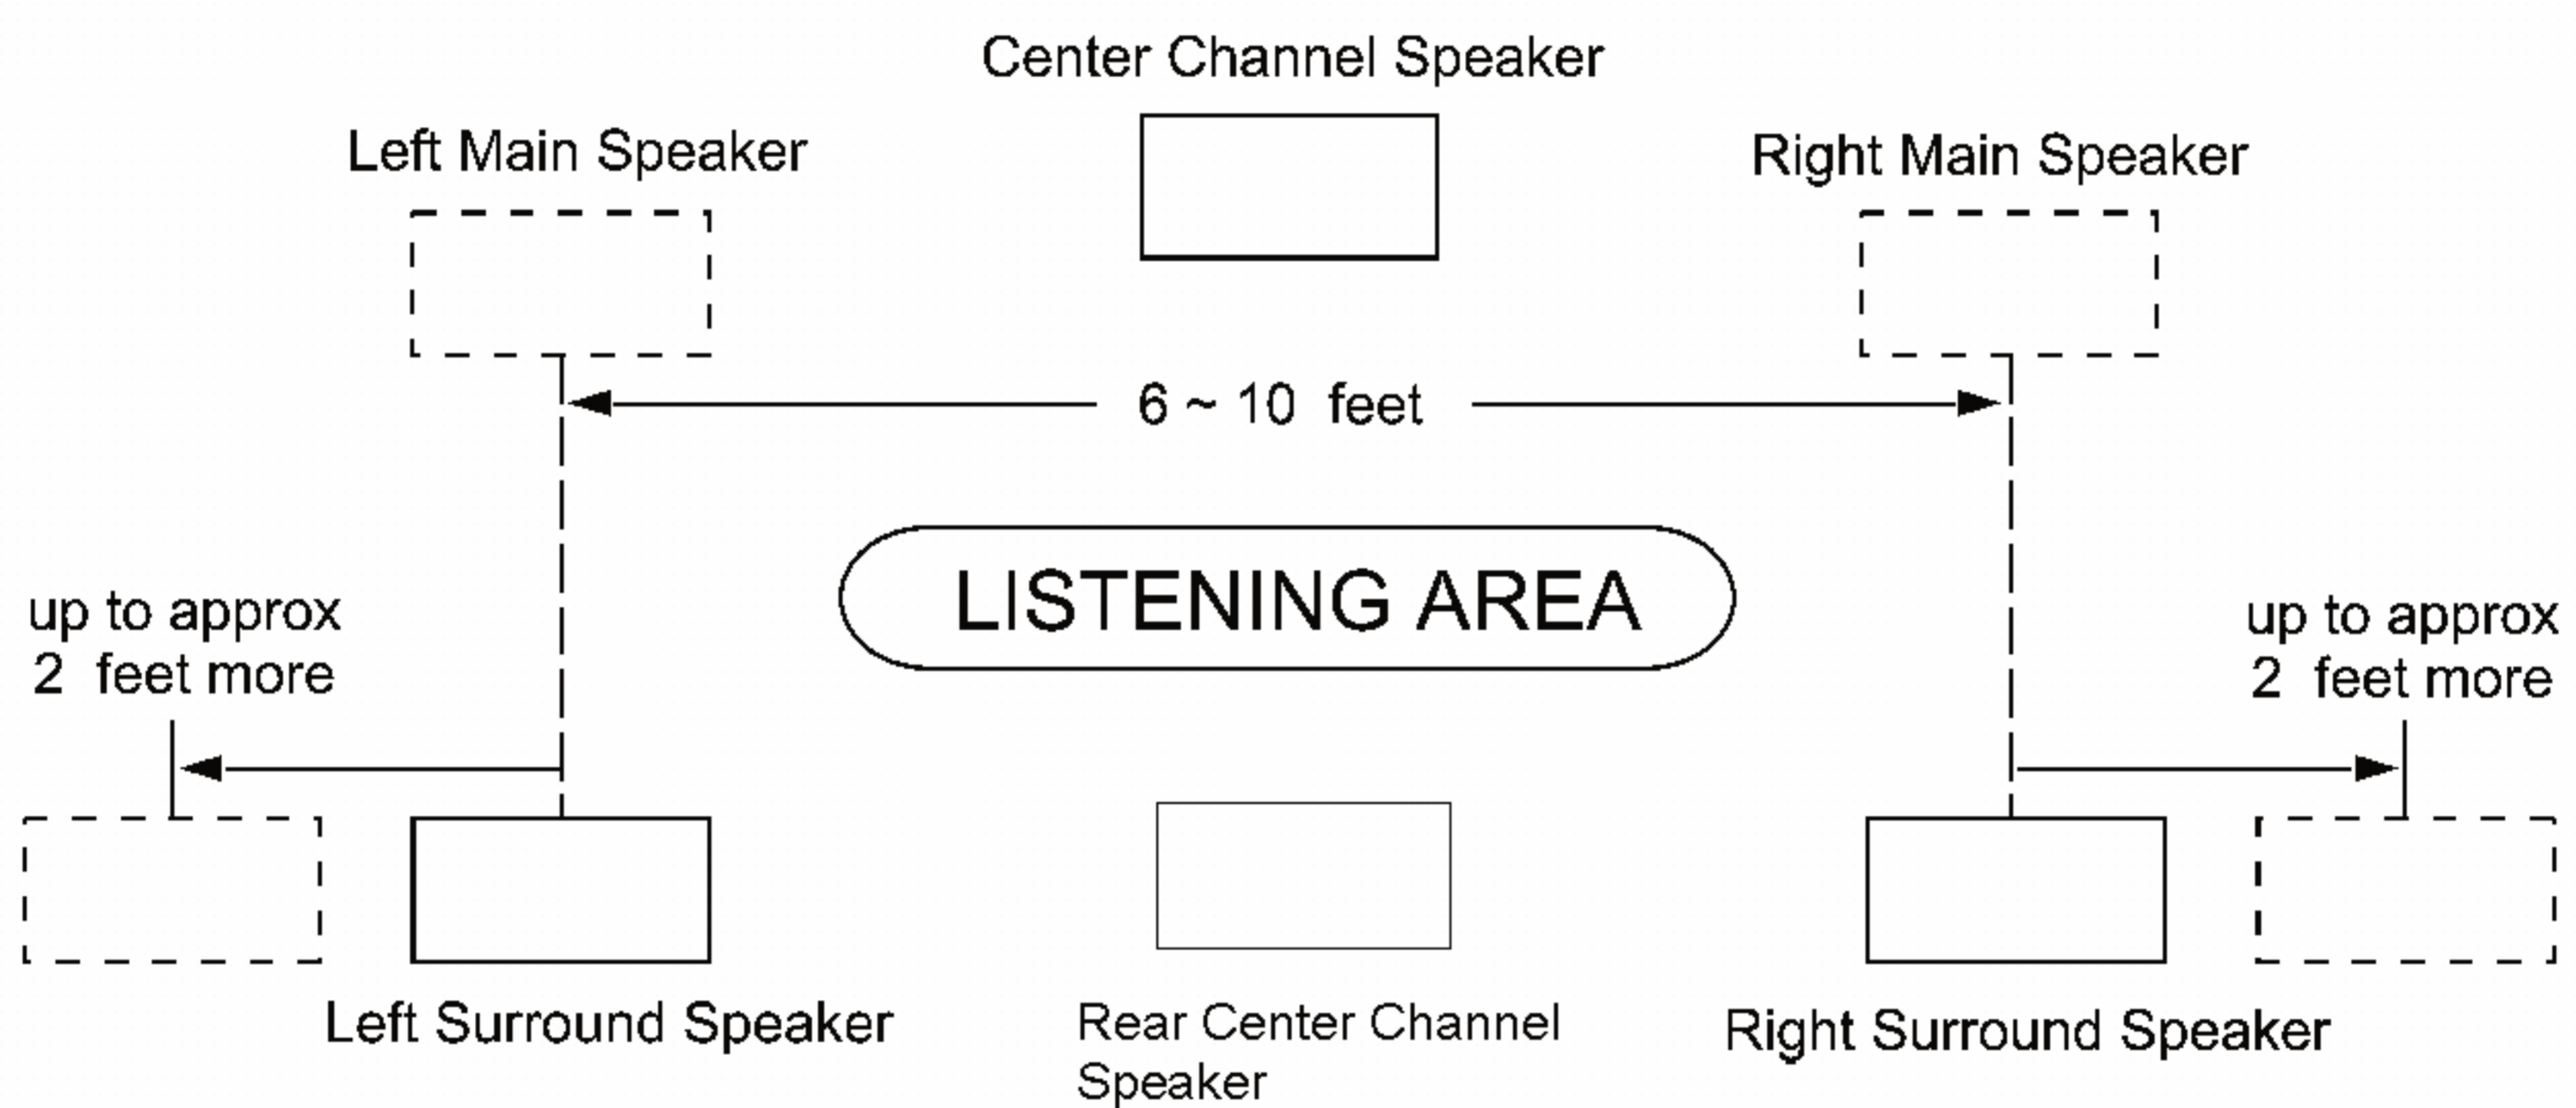 Center Channel Speaker
Left Main Speaker
Right Main Speaker
6 ~ 10 feet
LISTENING AREA
up to approx
2 feet more
up to approx
2 feet more
Left Surround Speaker
Rear Center Channel
Speaker
Right Surround Speaker